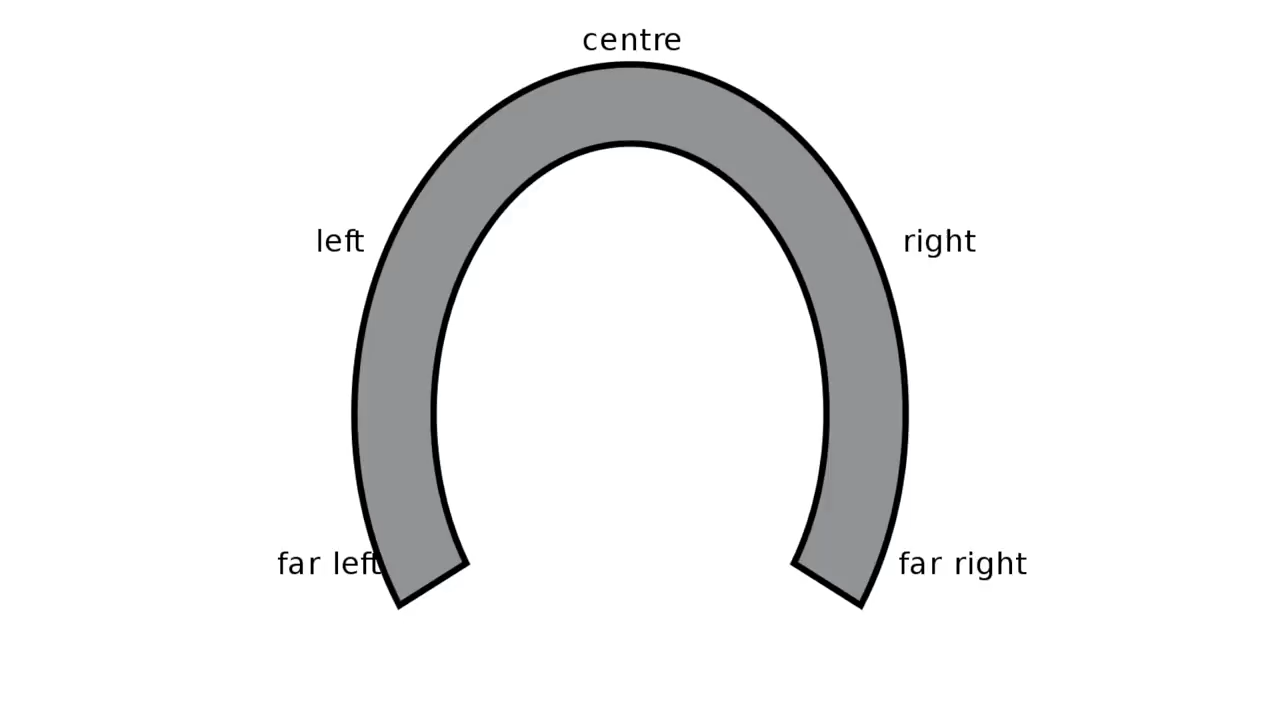 centre
left
right
far left
far right